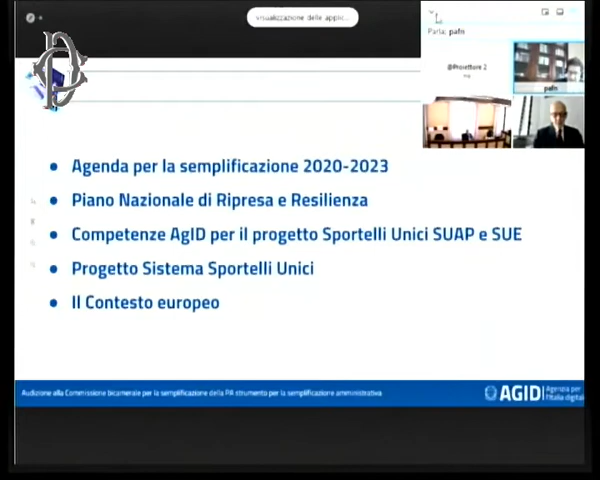 visualizzazione delle applic...
Parla: pafn
@Proiettore 2
pafn
Agenda per la semplificazione 2020-2023
Piano Nazionale di Ripresa e Resilienza
Competenze AgID per il progetto Sportelli Unici SUAP e SUE
Progetto Sistema Sportelli Unici
Il Contesto europeo
Audizione alla Commissione bicamerale per la semplificazione della PA strumento per la semplificazione amministrativa
AGID
Agenzia per
l'Italia digitale